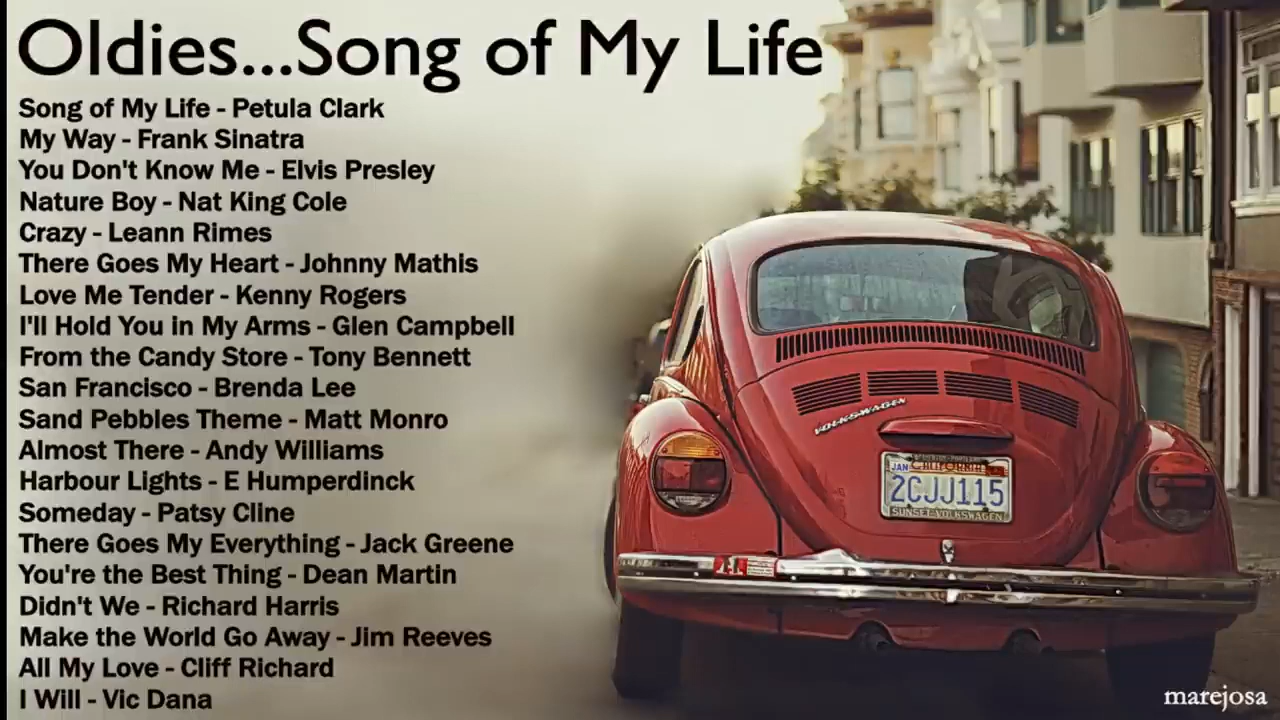 Oldies...Song of My Life
Song of My Life - Petula Clark
My Way - Frank Sinatra
You Don't Know Me - Elvis Presley
Nature Boy - Nat King Cole
Crazy - Leann Rimes
There Goes My Heart - Johnny Mathis
Love Me Tender - Kenny Rogers
I'll Hold You in My Arms - Glen Campbell
From the Candy Store - Tony Bennett
San Francisco - Brenda Lee
Sand Pebbles Theme - Matt Monro
Almost There - Andy Williams
Harbour Lights - E Humperdinck
Someday - Patsy Cline
There Goes My Everything - Jack Greene
You're the Best Thing - Dean Martin
Didn't We - Richard Harris
Make the World Go Away - Jim Reeves
All My Love - Cliff Richard
I Will - Vic Dana
VOLKSWAGEN
JAN CALIFORNIA
2CJJ115
SUNSET VOLKSWAGEN
marejosa